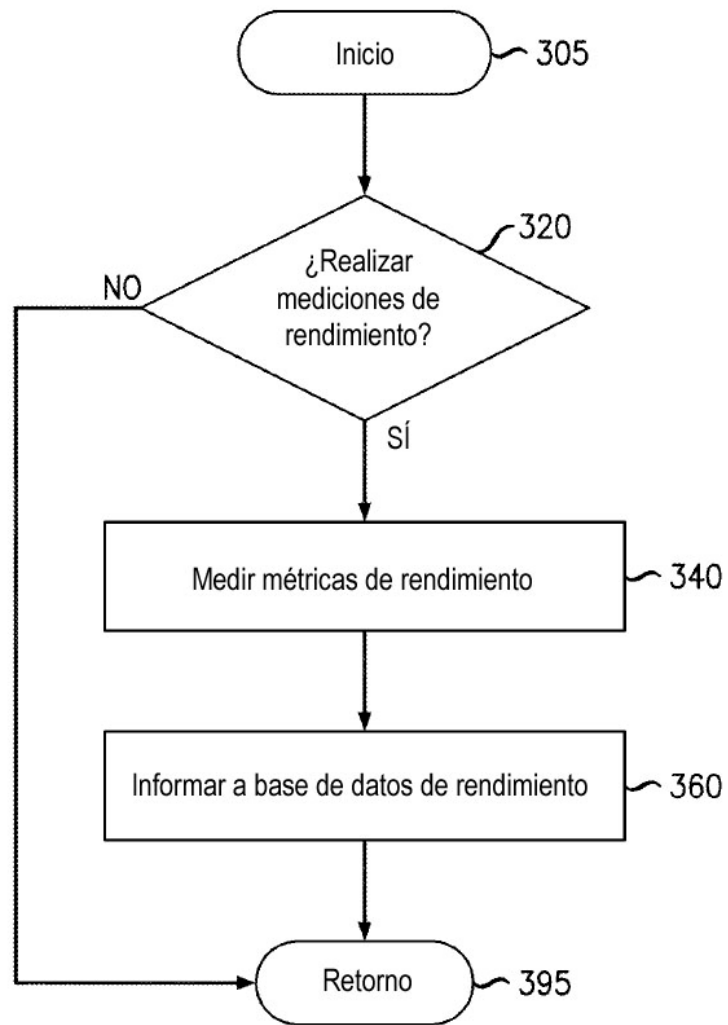 Inicio
305
320
¿Realizar
mediciones de
rendimiento?
NO
SÍ
Medir métricas de rendimiento
340
Informar a base de datos de rendimiento
360
Retorno
395